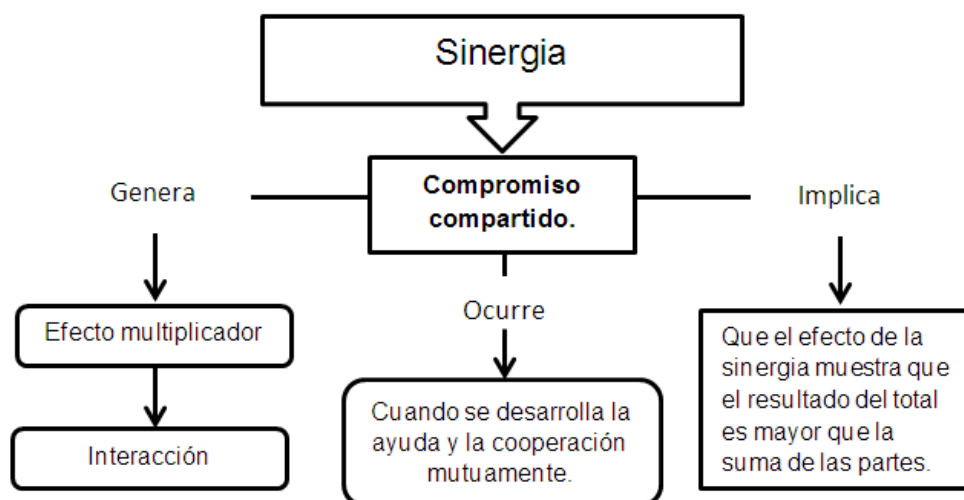 Sinergia
Compromiso
compartido.
Genera
Implica
Ocurre
Efecto multiplicador
Interacción
Cuando se desarrolla la
ayuda y la cooperación
mutuamente.
Que el efecto de la
sinergia muestra que
el resultado del total
es mayor que la
suma de las partes.